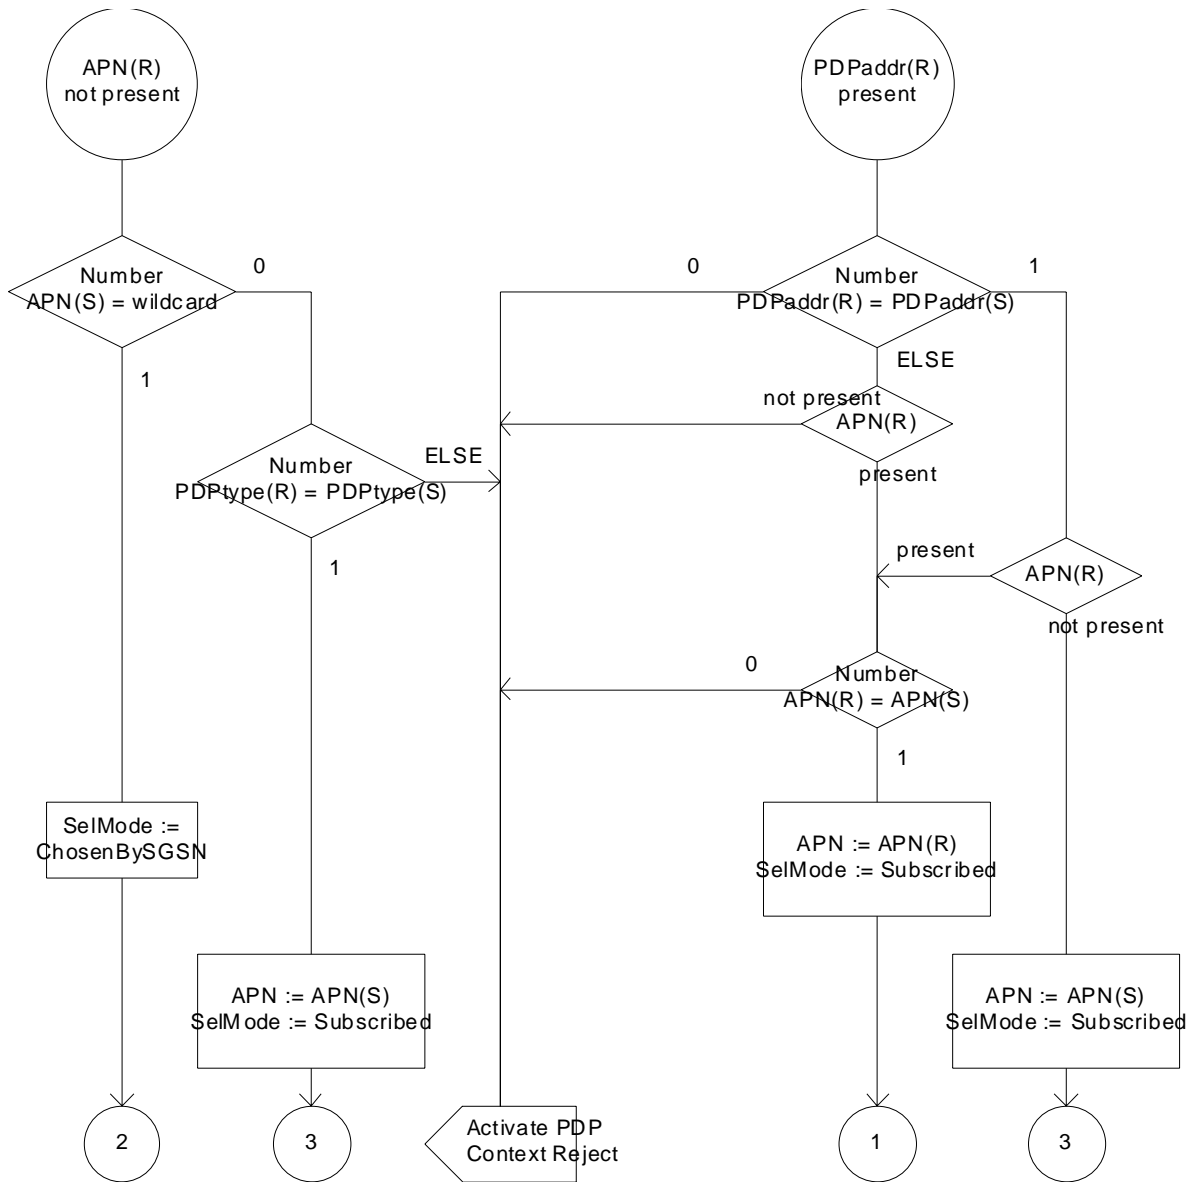 APN(R)
not present
PDPaddr(R)
present
0
Number
APN(S) = wildcard
1
0
Number
PDPaddr(R) = PDPaddr(S)
1
ELSE
not present
APN(R)
present
ELSE
Number
PDPtype(R) = PDPtype(S)
1
present
APN(R)
not present
0
Number
APN(R) = APN(S)
1
SelMode :=
ChosenBySGSN
APN := APN(R)
SelMode := Subscribed
APN := APN(S)
SelMode := Subscribed
APN := APN(S)
SelMode := Subscribed
2
3
Activate PDP
Context Reject
1
3